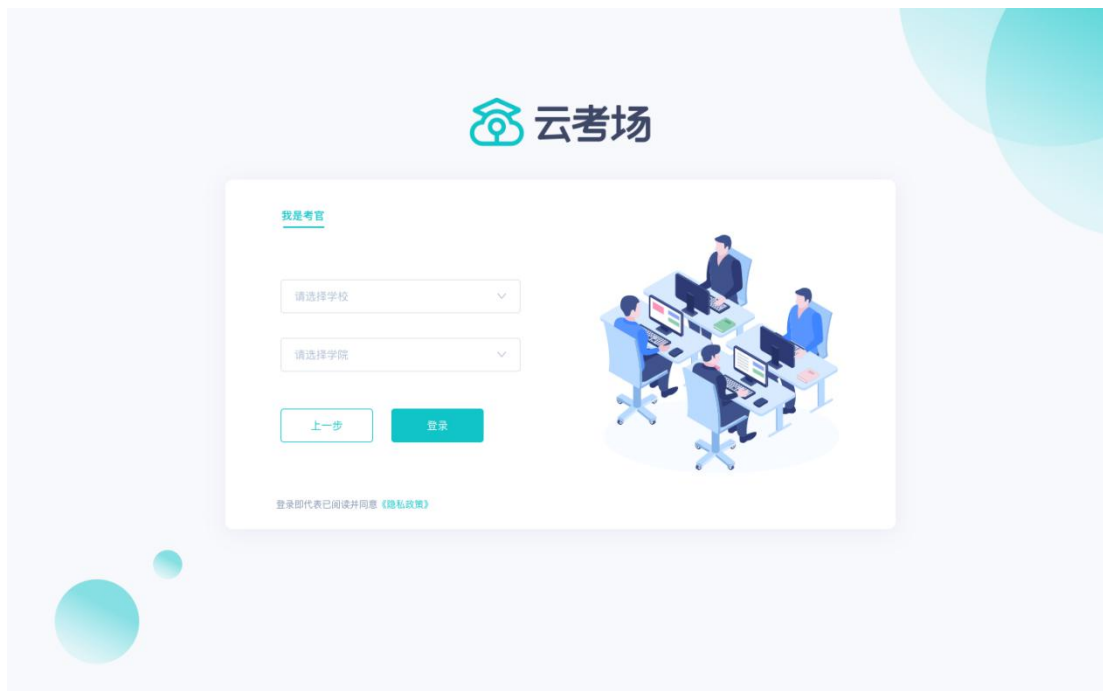 云考场
我是考官
请选择学校
请选择学院
上一步 登录
登录即代表已阅读并同意《隐私政策》